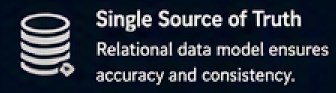 Single Source of Truth
Relational data model ensures
accuracy and consistency.